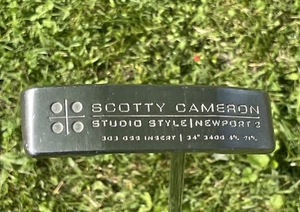 SCOTTY CAMERON
STUDIO STYLE | NEWPORT 2
303 GSS INSERT | 34" 340G 4° 71°